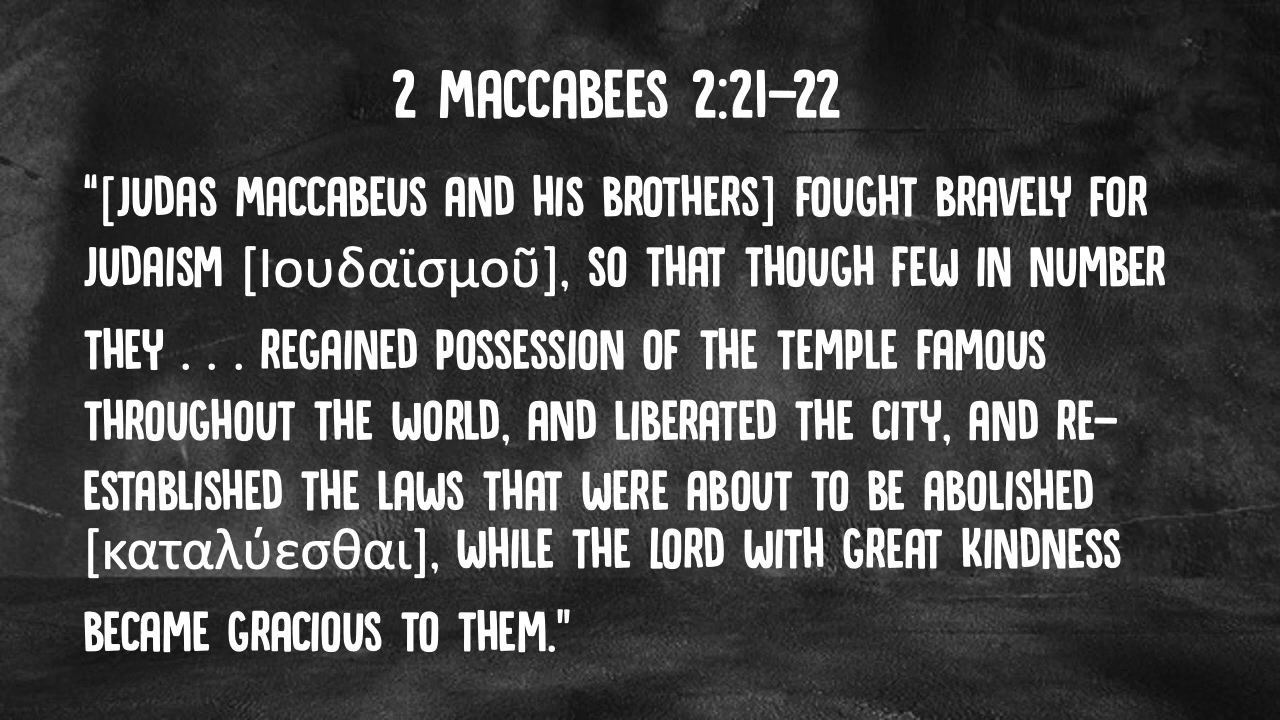 2 MACCABEES 2:21–22
"[JUDAS MACCABEUS AND HIS BROTHERS] FOUGHT BRAVELY FOR
JUDAISM [Ιουδαϊσμοῦ], SO THAT THOUGH FEW IN NUMBER
THEY . . . REGAINED POSSESSION OF THE TEMPLE FAMOUS
THROUGHOUT THE WORLD, AND LIBERATED THE CITY, AND RE-
ESTABLISHED THE LAWS THAT WERE ABOUT TO BE ABOLISHED
[καταλύεσθαι], WHILE THE LORD WITH GREAT KINDNESS
BECAME GRACIOUS TO THEM."